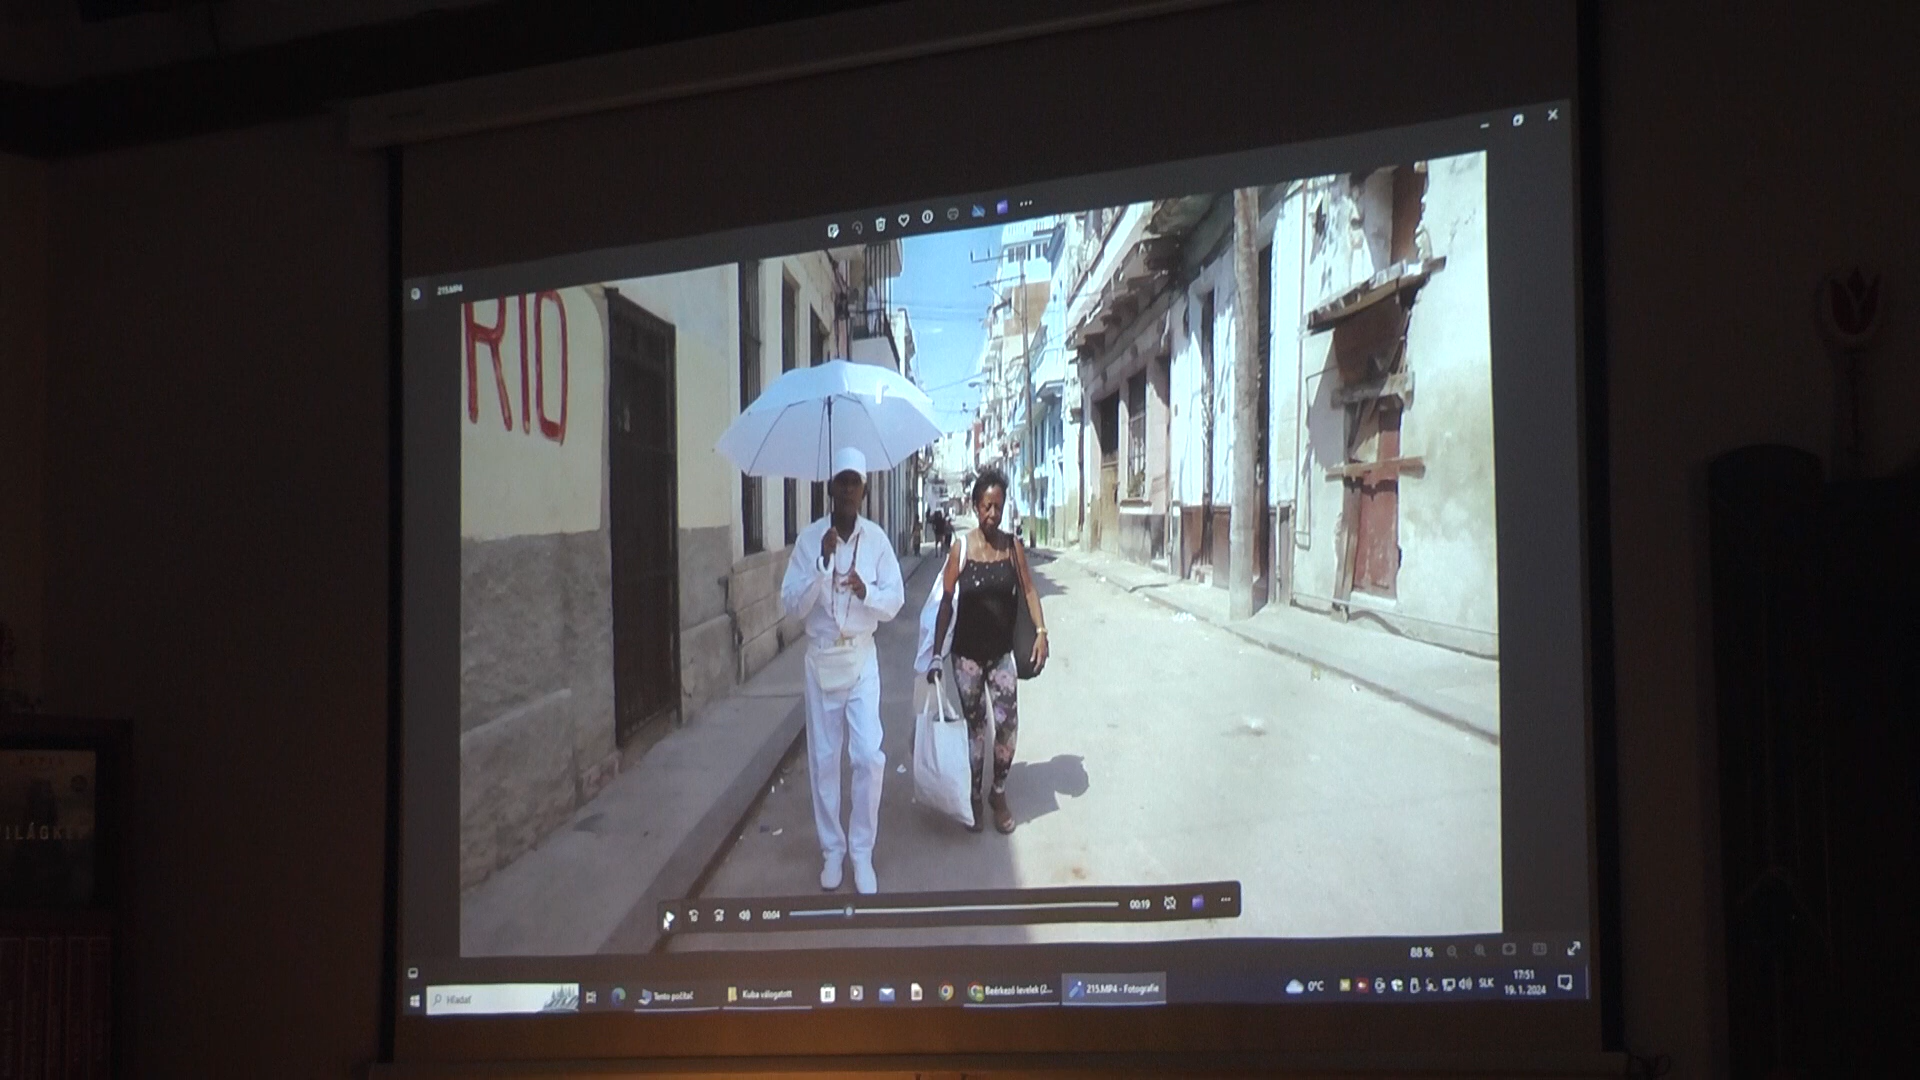 215.MP4
RIO
00:04
00:19
88 %
Hľadať
Tento počítač
Kuba válogatott
Beérkező levelek (2...
215.MP4 - Fotografie
0°C
SLK
17:51
19. 1. 2024